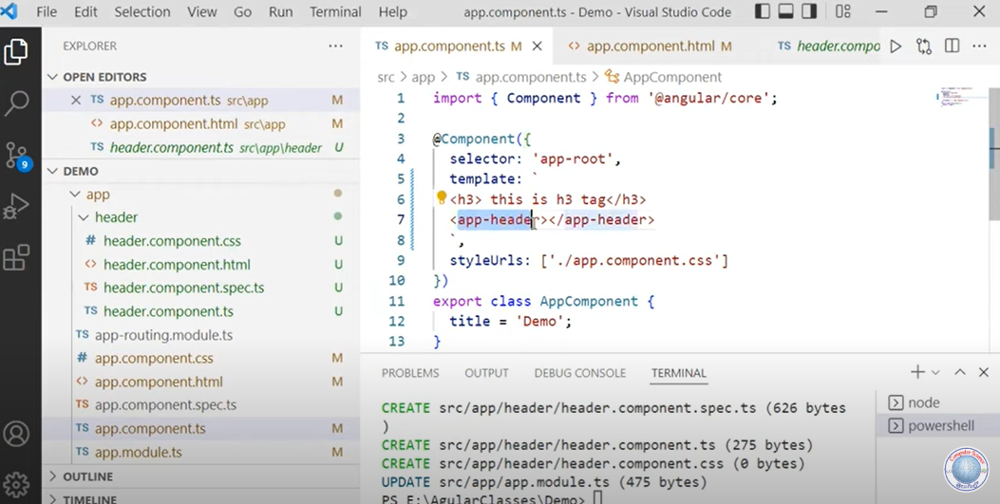 File Edit Selection View Go Run Terminal Help app.component.ts - Demo - Visual Studio Code
EXPLORER
OPEN EDITORS
TS app.component.ts src\app M
<> app.component.html src\app M
TS header.component.ts src\app\header U
9
DEMO
app
header
# header.component.css U
<> header.component.html U
TS header.component.spec.ts U
TS header.component.ts U
TS app-routing.module.ts
# app.component.css M
<> app.component.html M
TS app.component.spec.ts
TS app.component.ts M
TS app.module.ts M
OUTLINE
TIMELINE
TS app.component.ts M <> app.component.html M TS header.compo
src > app > TS app.component.ts > AppComponent
1 import { Component } from '@angular/core';
2
3 @Component({
4 selector: 'app-root',
5 template: `
6 <h3> this is h3 tag</h3>
7 <app-header></app-header>
8 `,
9 styleUrls: ['./app.component.css']
10 })
11 export class AppComponent {
12 title = 'Demo';
13 }
PROBLEMS OUTPUT DEBUG CONSOLE TERMINAL
CREATE src/app/header/header.component.spec.ts (626 bytes
)
CREATE src/app/header/header.component.ts (275 bytes)
CREATE src/app/header/header.component.css (0 bytes)
UPDATE src/app/app.module.ts (475 bytes)
PS E:\AgularClasses\Demo>
node
powershell
Computer Science